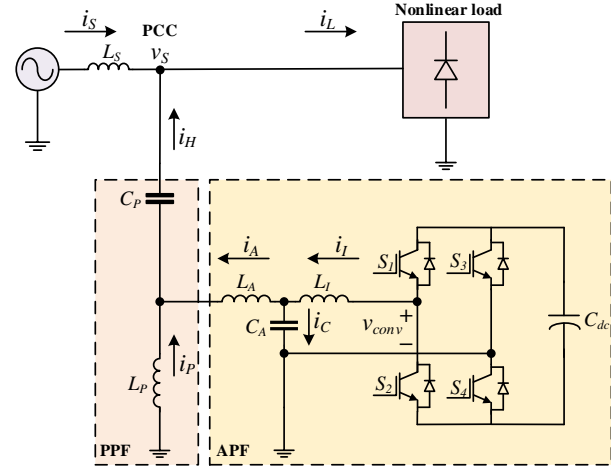 i_S
PCC
i_L
Nonlinear load
L_S
v_S
i_H
C_P
i_A
i_I
S_1
S_3
L_A
L_I
C_A
i_C
v_conv
+
−
C_dc
i_P
L_P
S_2
S_4
PPF
APF